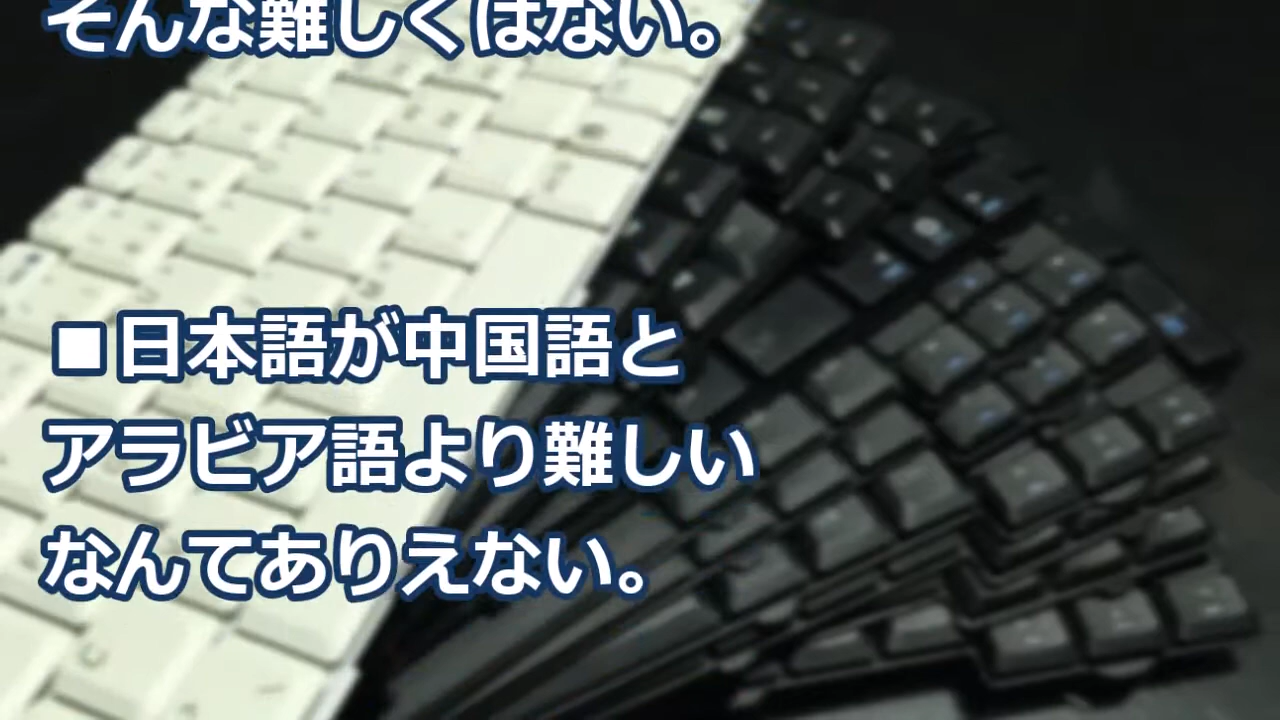 そんな難しくはない。
■日本語が中国語と
アラビア語より難しい
なんてありえない。